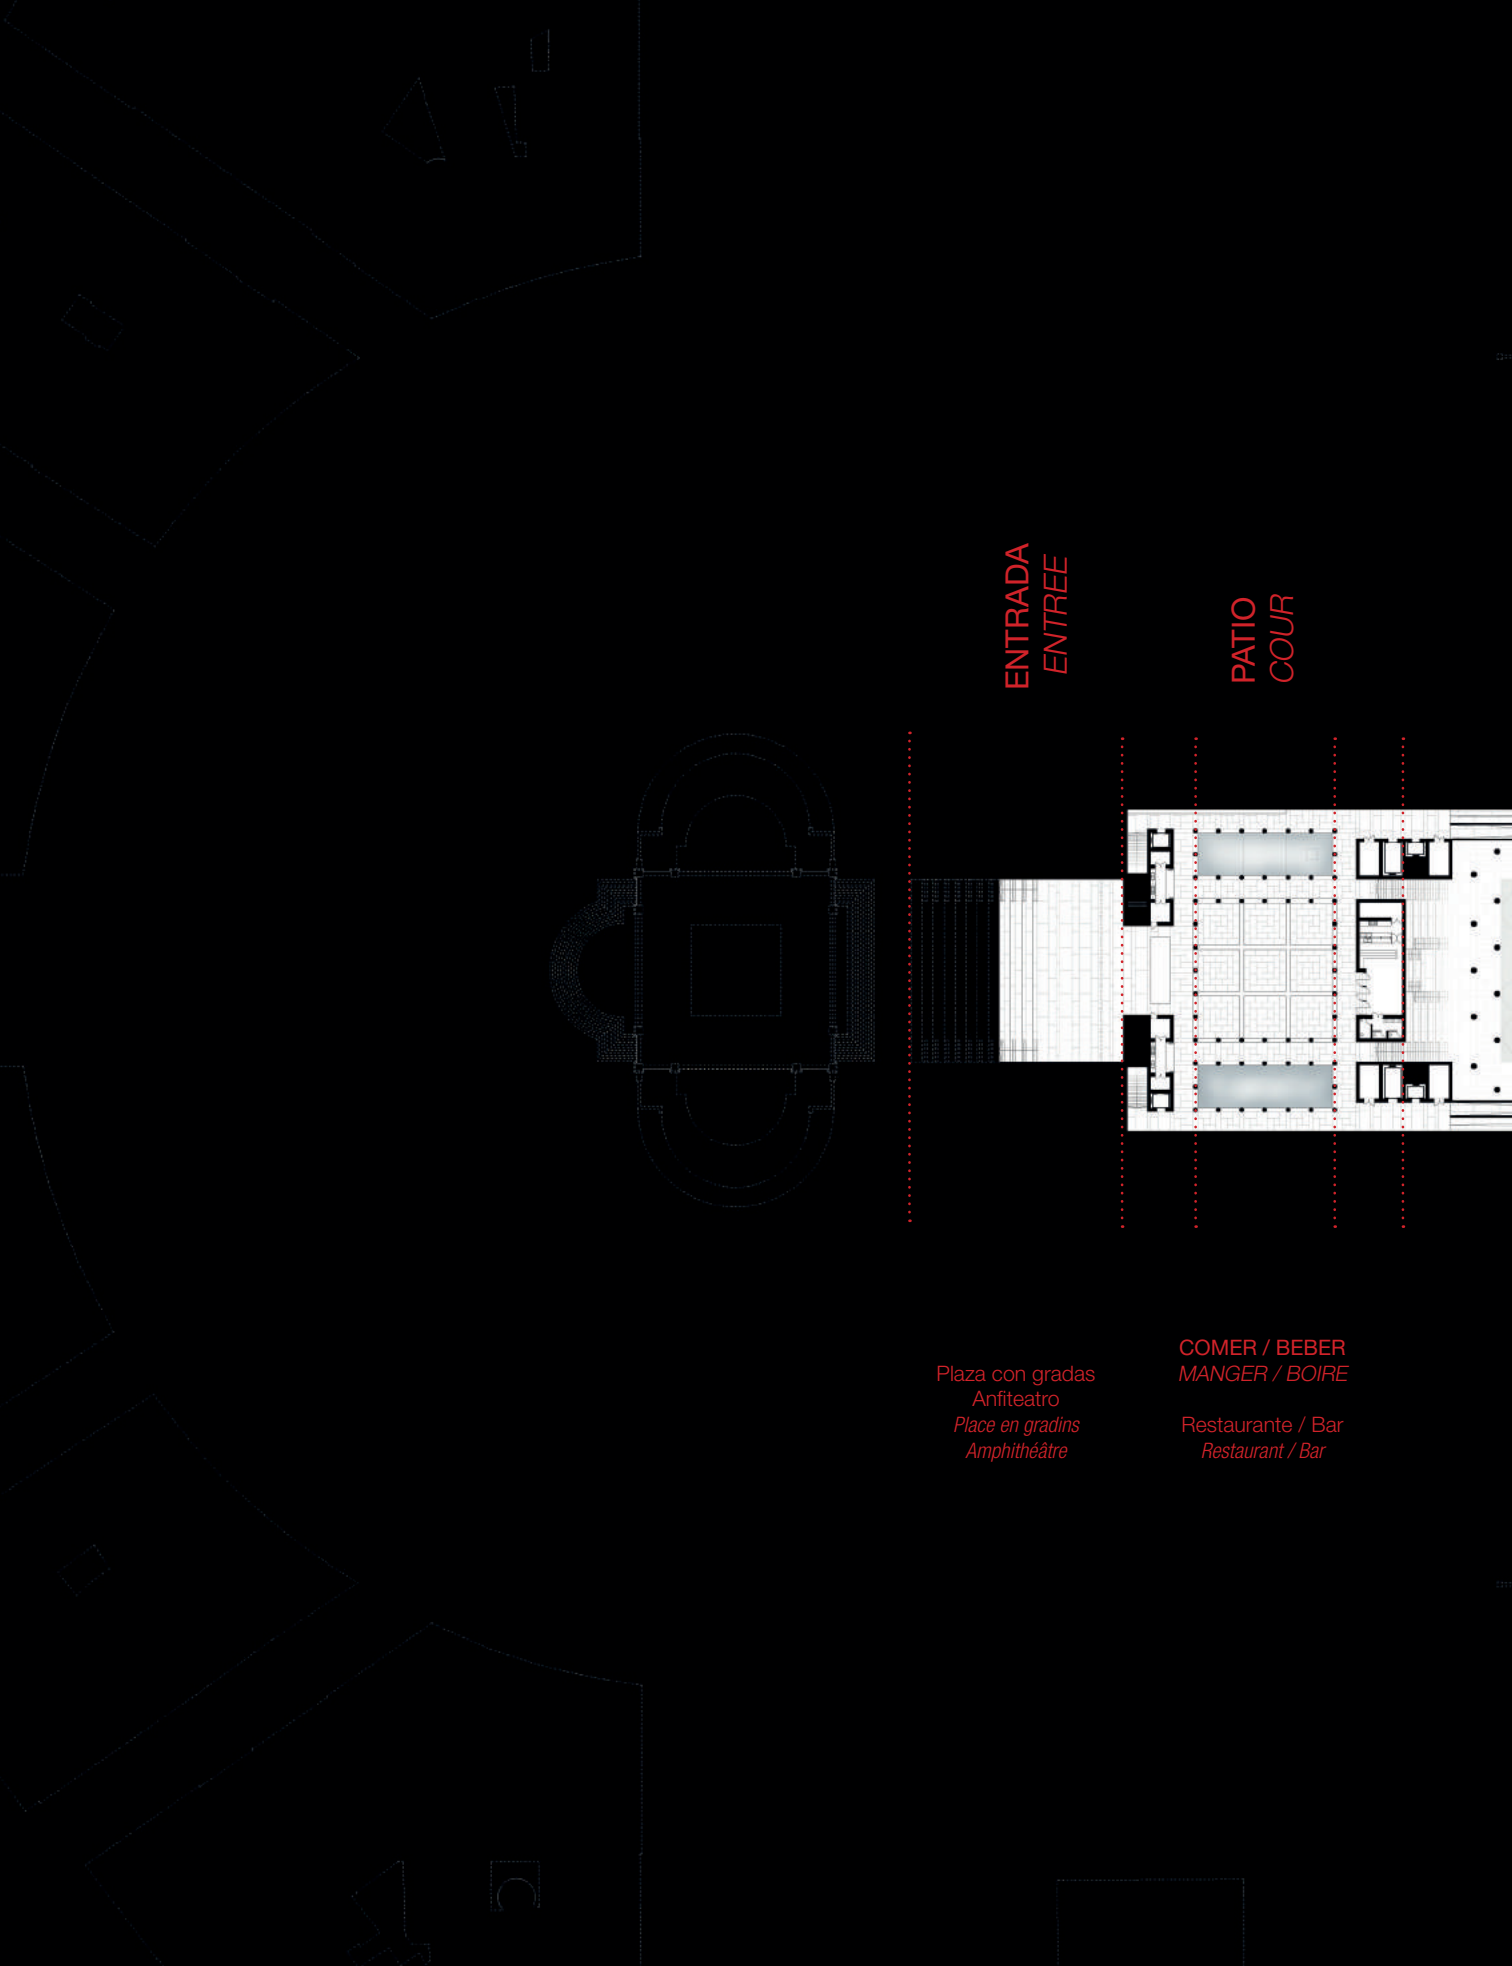 ENTRADA
ENTREE
PATIO
COUR
Plaza con gradas
Anfiteatro
Place en gradins
Amphithéâtre
COMER / BEBER
MANGER / BOIRE
Restaurante / Bar
Restaurant / Bar